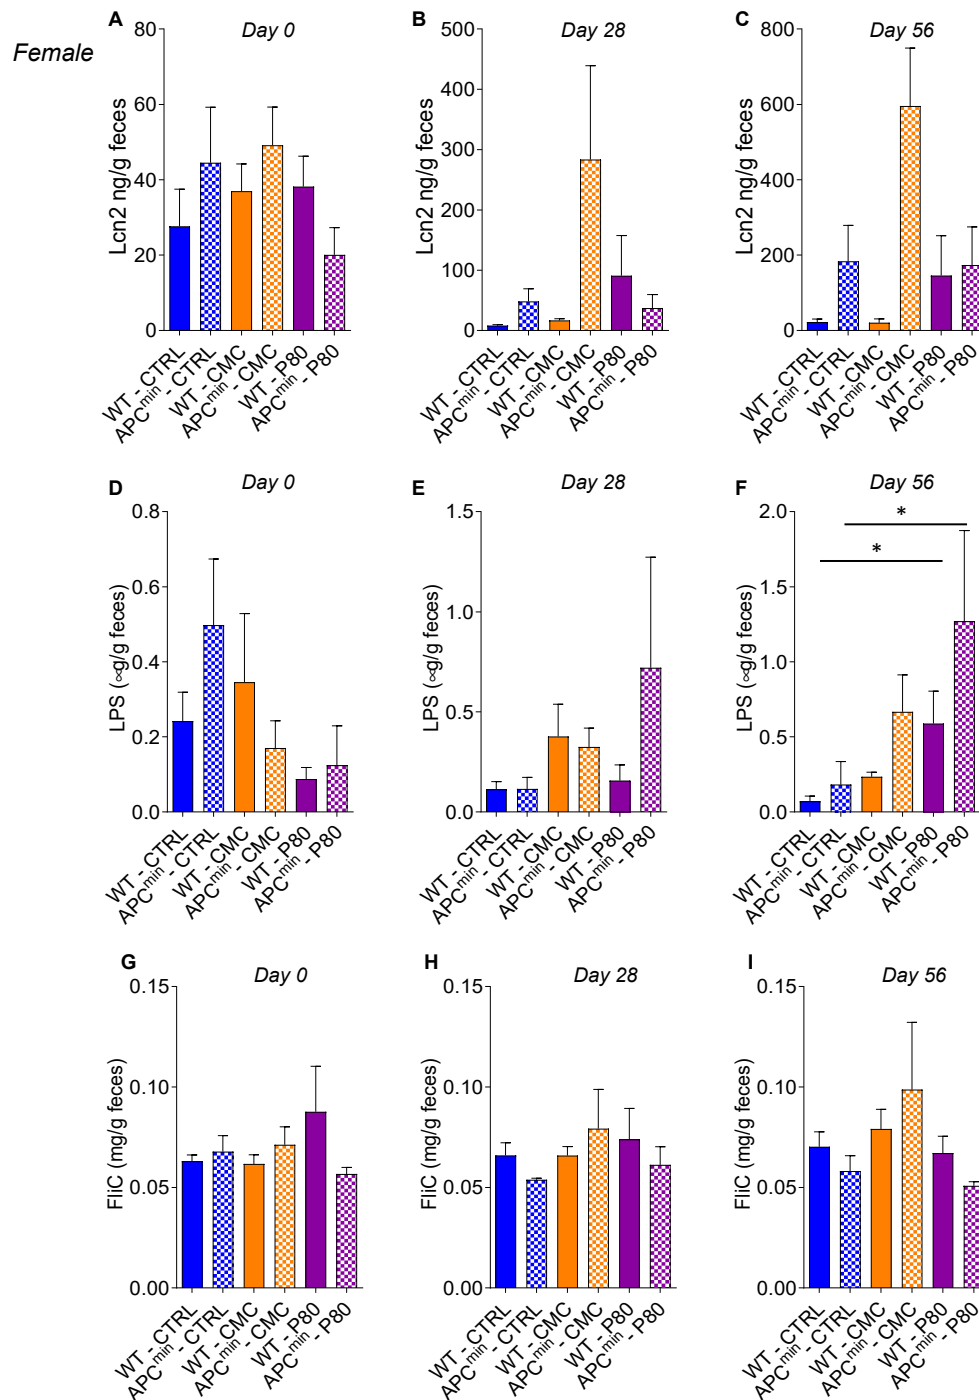 Female
A
Day 0
80
60
40
20
0
Lcn2 ng/g feces
WT - CTRL
APCmin - CTRL
WT - CMC
APCmin - CMC
WT - P80
APCmin - P80
B
Day 28
500
400
300
200
100
0
Lcn2 ng/g feces
WT - CTRL
APCmin - CTRL
WT - CMC
APCmin - CMC
WT - P80
APCmin - P80
C
Day 56
800
600
400
200
0
Lcn2 ng/g feces
WT - CTRL
APCmin - CTRL
WT - CMC
APCmin - CMC
WT - P80
APCmin - P80
D
Day 0
0.8
0.6
0.4
0.2
0.0
LPS (∝g/g feces)
WT - CTRL
APCmin - CTRL
WT - CMC
APCmin - CMC
WT - P80
APCmin - P80
E
Day 28
1.5
1.0
0.5
0.0
LPS (∝g/g feces)
WT - CTRL
APCmin - CTRL
WT - CMC
APCmin - CMC
WT - P80
APCmin - P80
F
Day 56
2.0
1.5
1.0
0.5
0.0
*
*
LPS (∝g/g feces)
WT - CTRL
APCmin - CTRL
WT - CMC
APCmin - CMC
WT - P80
APCmin - P80
G
Day 0
0.15
0.10
0.05
0.00
FliC (mg/g feces)
WT - CTRL
APCmin - CTRL
WT - CMC
APCmin - CMC
WT - P80
APCmin - P80
H
Day 28
0.15
0.10
0.05
0.00
FliC (mg/g feces)
WT - CTRL
APCmin - CTRL
WT - CMC
APCmin - CMC
WT - P80
APCmin - P80
I
Day 56
0.15
0.10
0.05
0.00
FliC (mg/g feces)
WT - CTRL
APCmin - CTRL
WT - CMC
APCmin - CMC
WT - P80
APCmin - P80